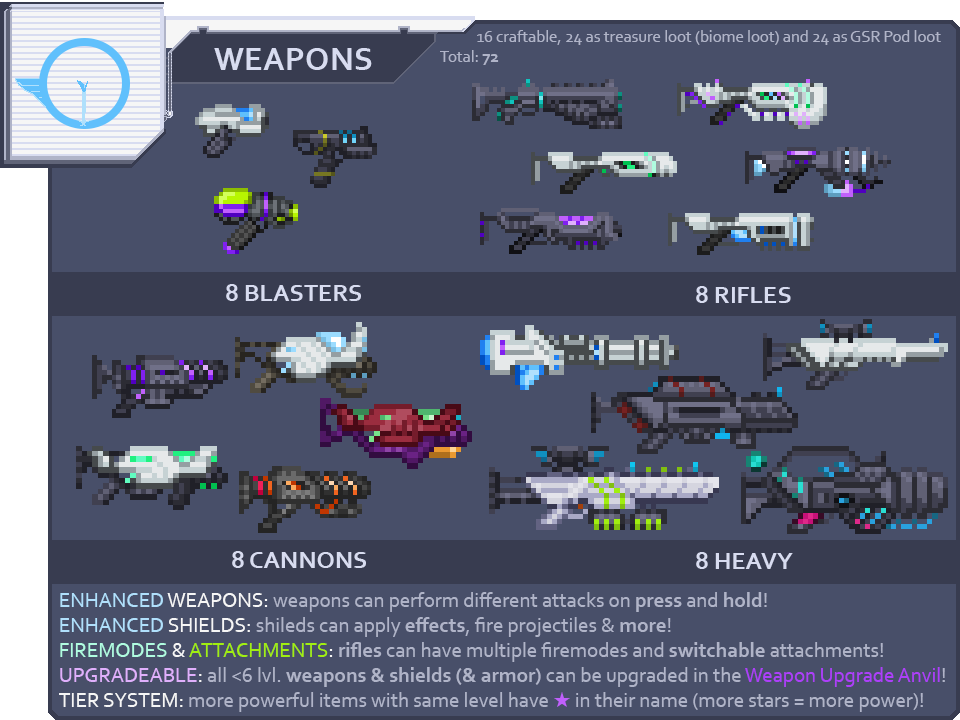 WEAPONS
16 craftable, 24 as treasure loot (biome loot) and 24 as GSR Pod loot
Total: 72
8 BLASTERS
8 RIFLES
8 CANNONS
8 HEAVY
ENHANCED WEAPONS: weapons can perform different attacks on press and hold!
ENHANCED SHIELDS: shileds can apply effects, fire projectiles & more!
FIREMODES & ATTACHMENTS: rifles can have multiple firemodes and switchable attachments!
UPGRADEABLE: all <6 lvl. weapons & shields (& armor) can be upgraded in the Weapon Upgrade Anvil!
TIER SYSTEM: more powerful items with same level have ★ in their name (more stars = more power)!